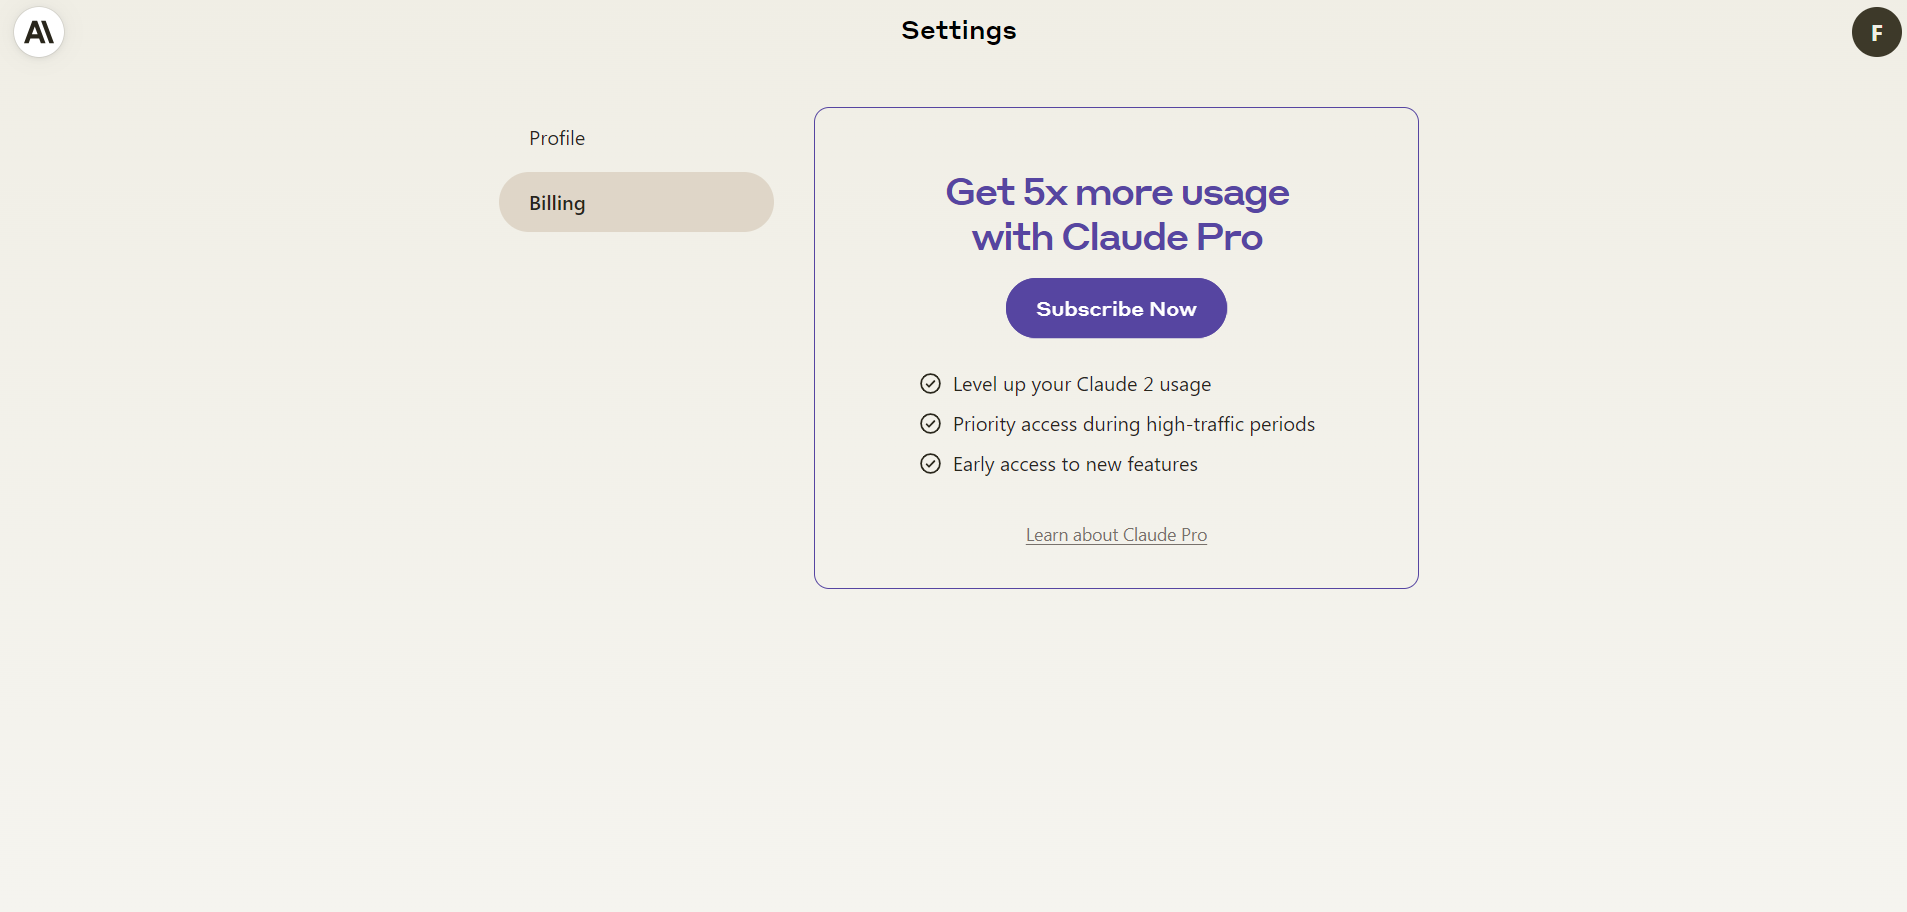 Settings
F
Profile
Billing
Get 5x more usage
with Claude Pro
Subscribe Now
Level up your Claude 2 usage
Priority access during high-traffic periods
Early access to new features
Learn about Claude Pro